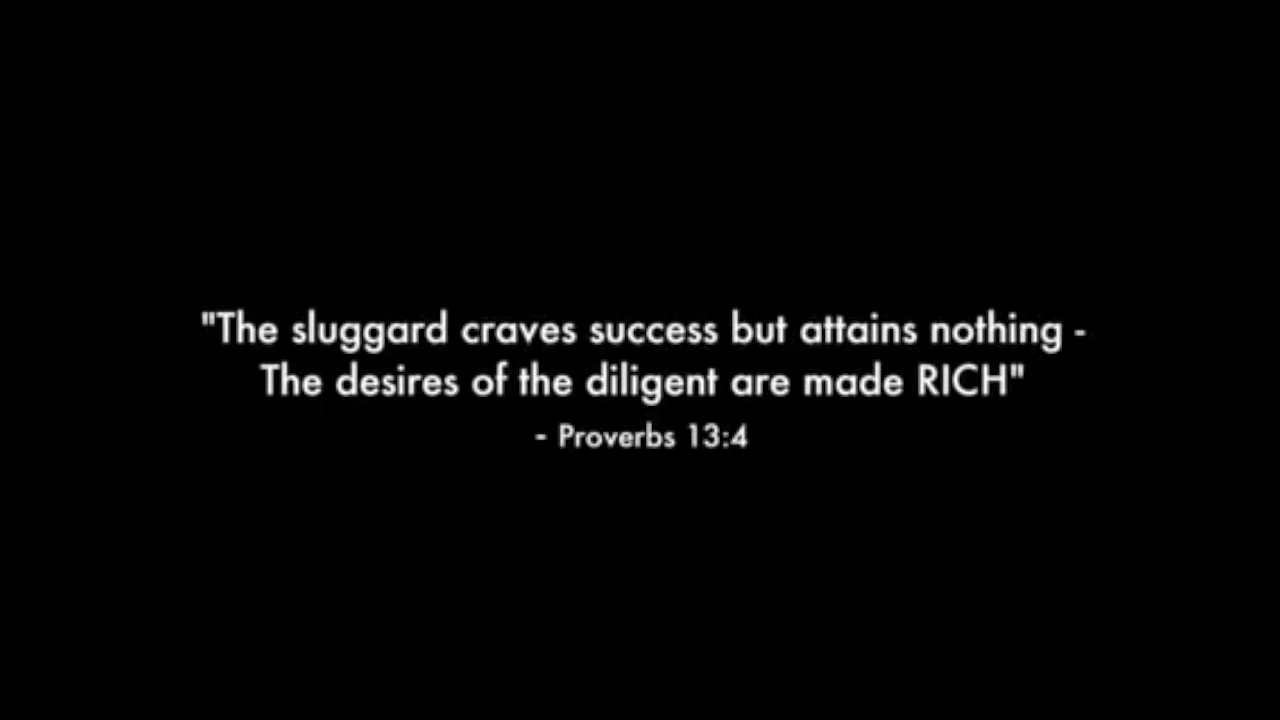 "The sluggard craves success but attains nothing -
The desires of the diligent are made RICH"
- Proverbs 13:4